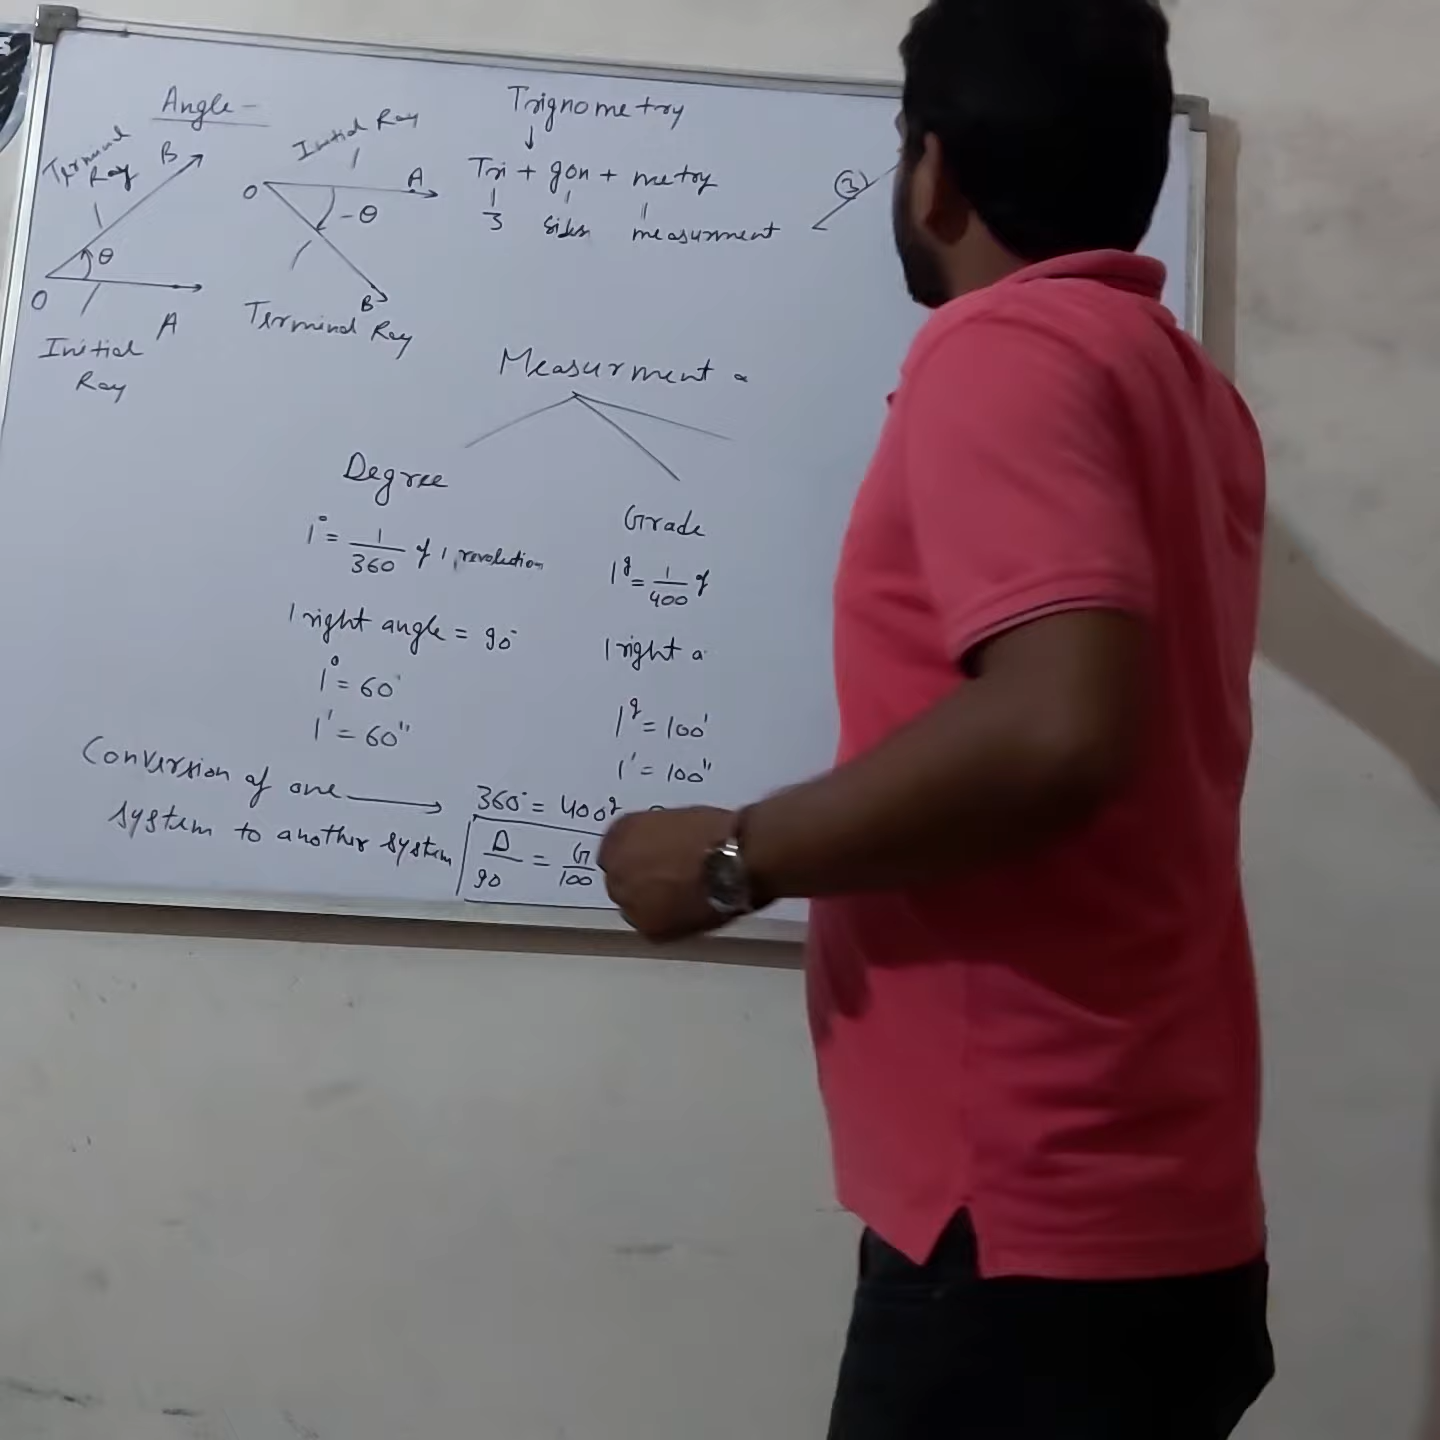 Angle -
Terminal Ray
B
θ
O
A
Initial Ray
Initial Ray
O
A
-θ
B
Terminal Ray
Trignometry
Tri + gon + metry
3 sides measurment
3
Measurment
Degree
1° = 1/360 of 1 revolution
1 right angle = 90°
1° = 60'
1' = 60"
Grade
1g = 1/400 of
1 right a
1g = 100'
1' = 100"
Conversion of one
system to another system
360° = 400g
D/90 = G/100